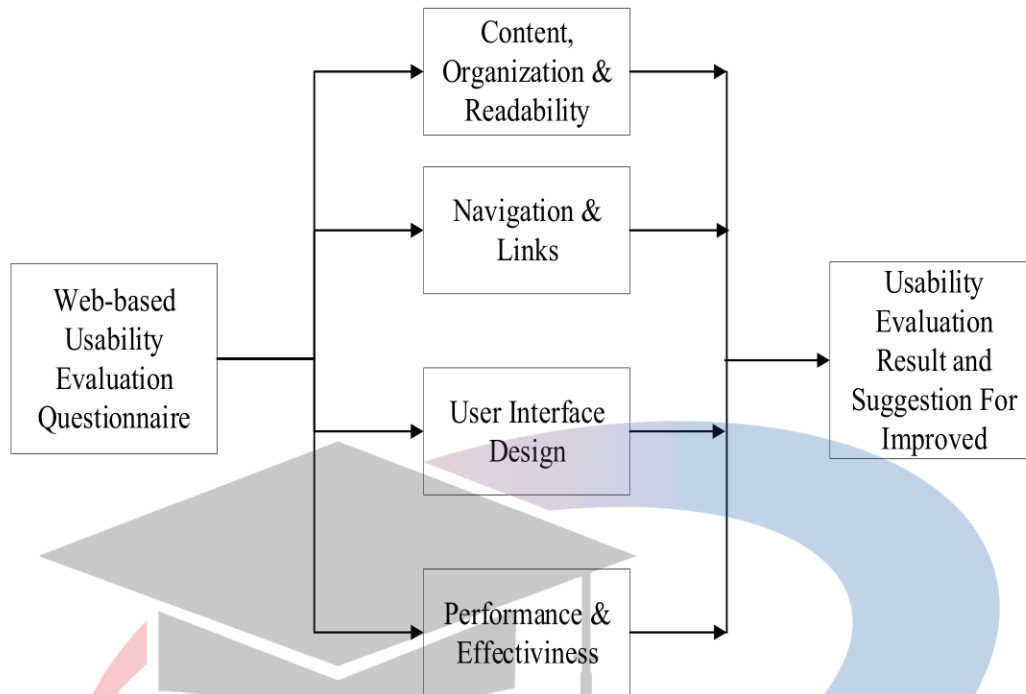 Content,
Organization &
Readability
Navigation &
Links
Web-based
Usability
Evaluation
Questionnaire
Usability
Evaluation
Result and
Suggestion For
Improved
User Interface
Design
Performance &
Effectiviness